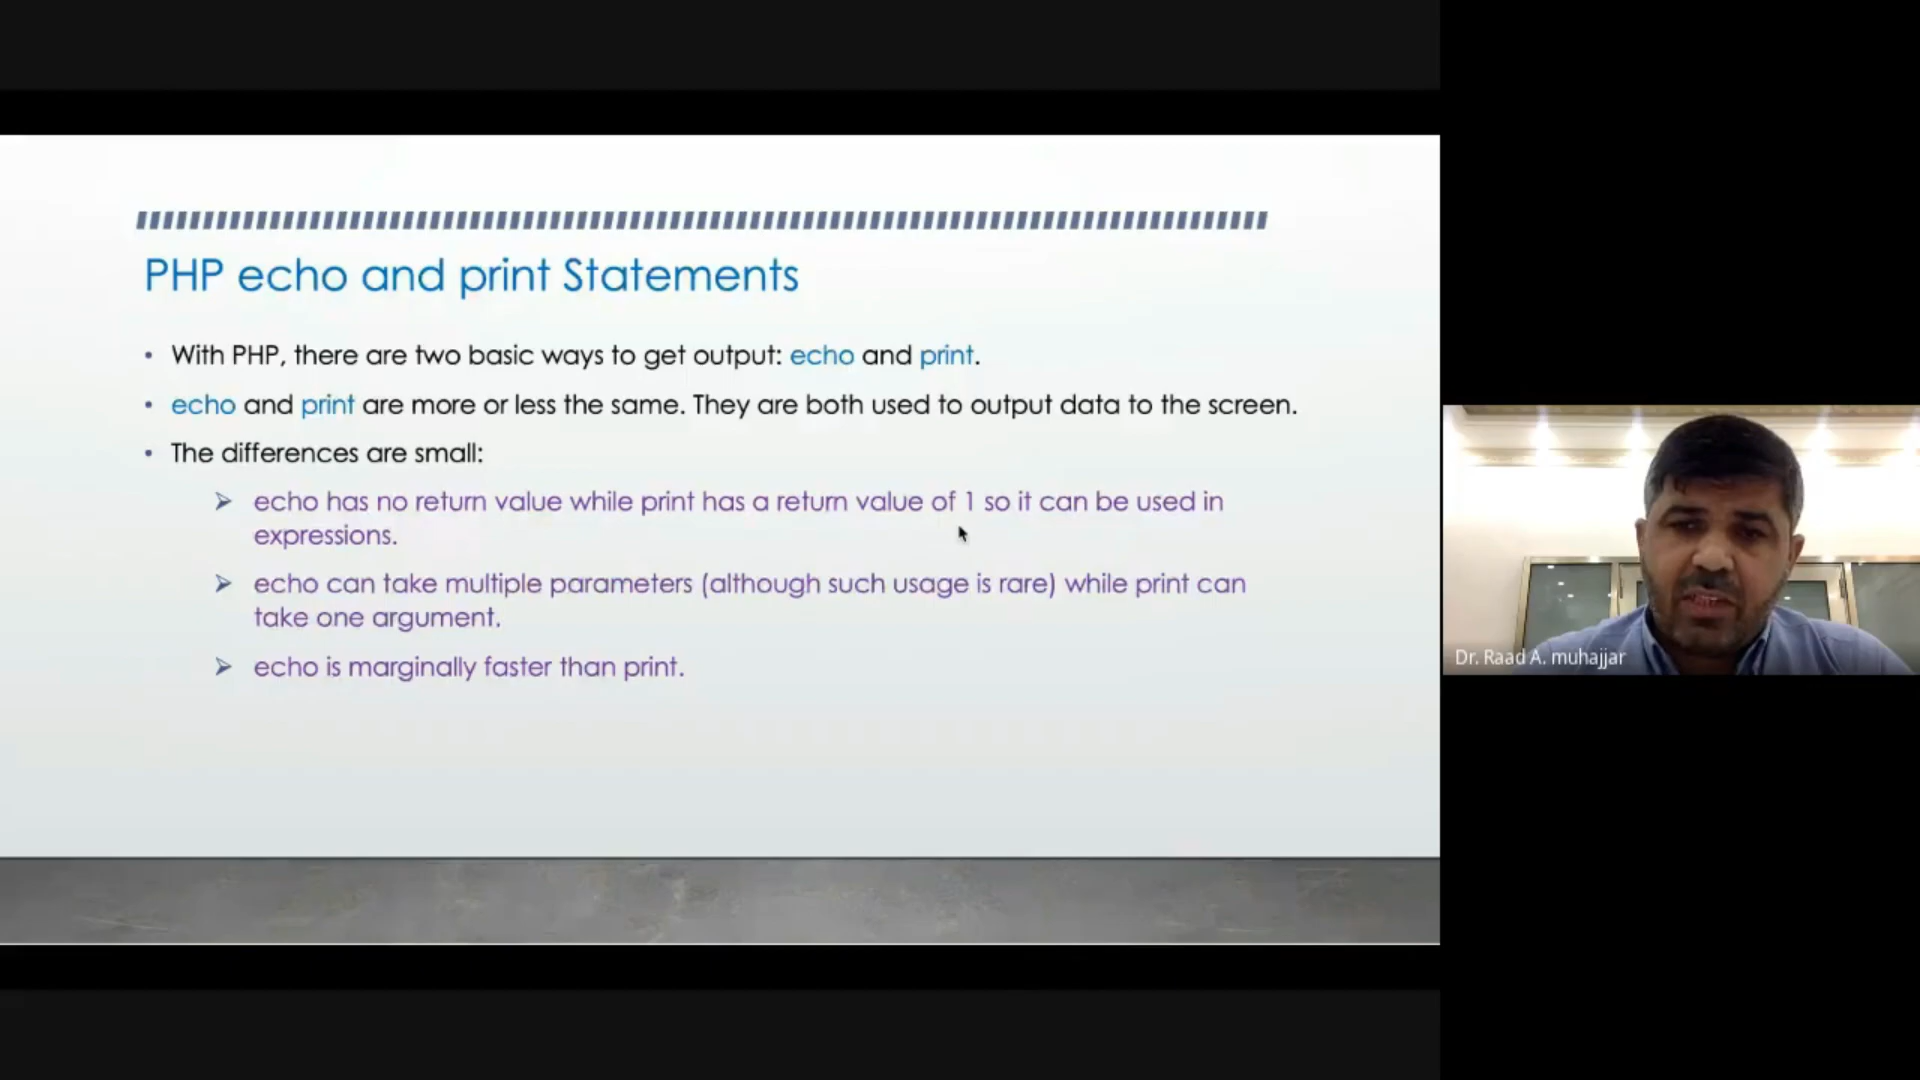 PHP echo and print Statements
• With PHP, there are two basic ways to get output: echo and print.
• echo and print are more or less the same. They are both used to output data to the screen.
• The differences are small:
➢ echo has no return value while print has a return value of 1 so it can be used in
expressions.
➢ echo can take multiple parameters (although such usage is rare) while print can
take one argument.
➢ echo is marginally faster than print.
Dr. Raad A. muhajjar